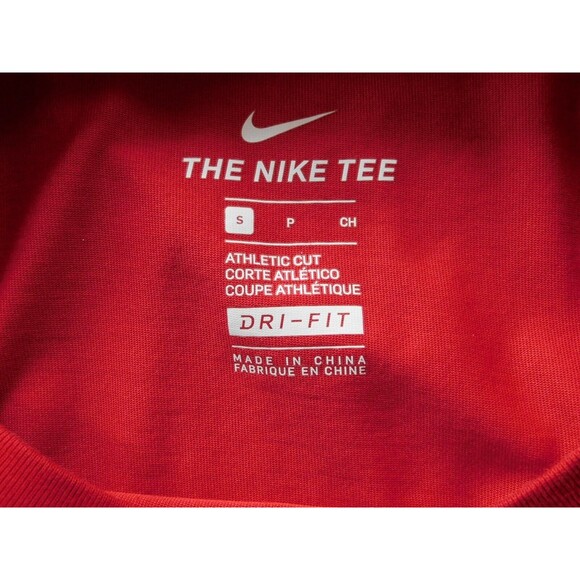 THE NIKE TEE
S P CH
ATHLETIC CUT
CORTE ATLÉTICO
COUPE ATHLÉTIQUE
DRI-FIT
MADE IN CHINA
FABRIQUE EN CHINE